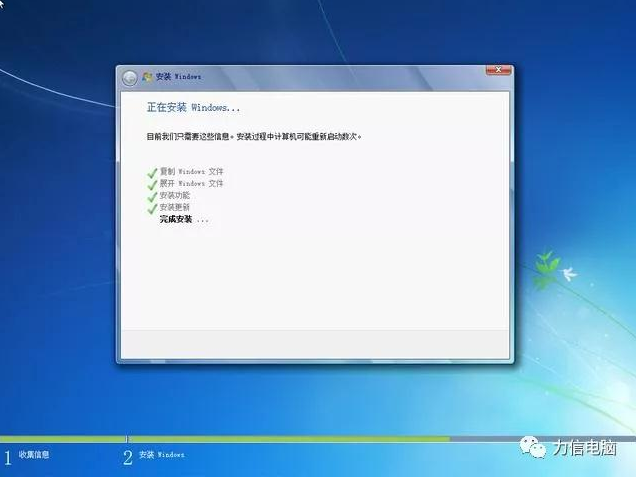 安装 Windows
正在安装 Windows...
目前我们只需要这些信息。安装过程中计算机可能重新启动数次。
复制 Windows 文件
展开 Windows 文件
安装功能
安装更新
完成安装 ...
1 收集信息
2 安装 Windows
力信电脑